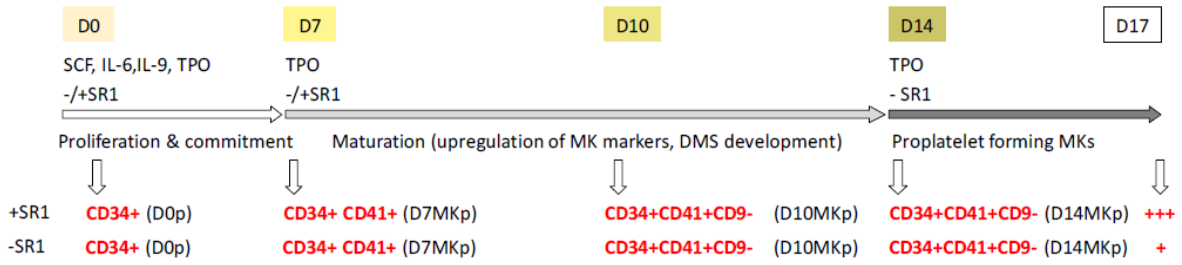 D0 D7 D10 D14 D17
SCF, IL-6,IL-9, TPO TPO TPO
-/+SR1 -/+SR1 - SR1
Proliferation & commitment Maturation (upregulation of MK markers, DMS development) Proplatelet forming MKs
+SR1 CD34+ (D0p) CD34+ CD41+ (D7MKp) CD34+CD41+CD9- (D10MKp) CD34+CD41+CD9- (D14MKp) +++
-SR1 CD34+ (D0p) CD34+ CD41+ (D7MKp) CD34+CD41+CD9- (D10MKp) CD34+CD41+CD9- (D14MKp) +